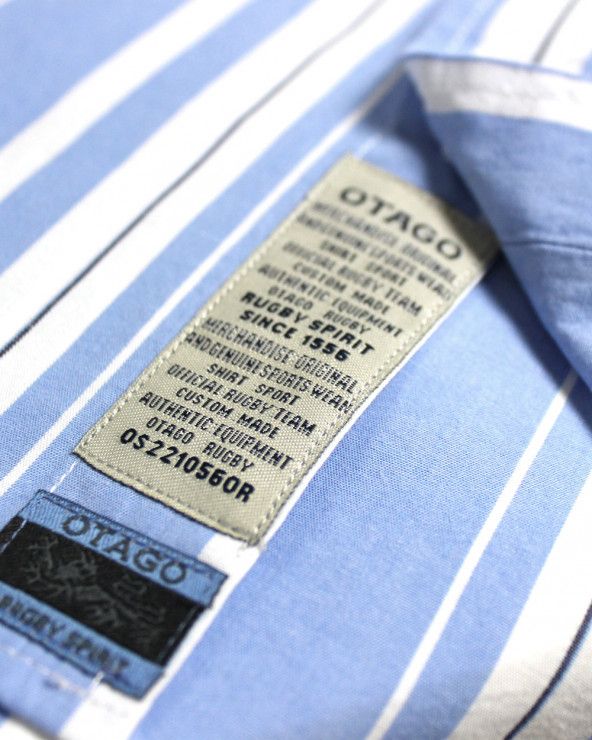 OTAGO
MERCHANDISE ORIGINAL
AND GENUINE SPORTS WEAR
SHIRT SPORT
OFFICIAL RUGBY TEAM
CUSTOM MADE
AUTHENTIC EQUIPMENT
OTAGO RUGBY
RUGBY SPIRIT
SINCE 1556
MERCHANDISE ORIGINAL
AND GENUINE SPORTS WEAN
SHIRT SPORT
OFFICIAL RUGBY TEAM
CUSTOM MADE
AUTHENTIC EQUIPMENT
OTAGO RUGBY
OS2210560R
OTAGO
RUGBY SPIRIT